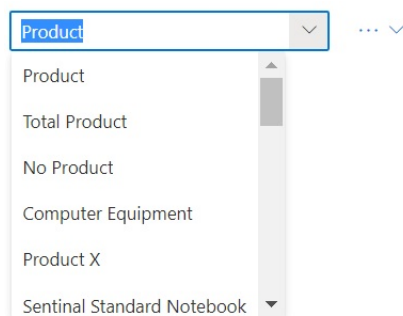 Product
Product
Total Product
No Product
Computer Equipment
Product X
Sentinal Standard Notebook